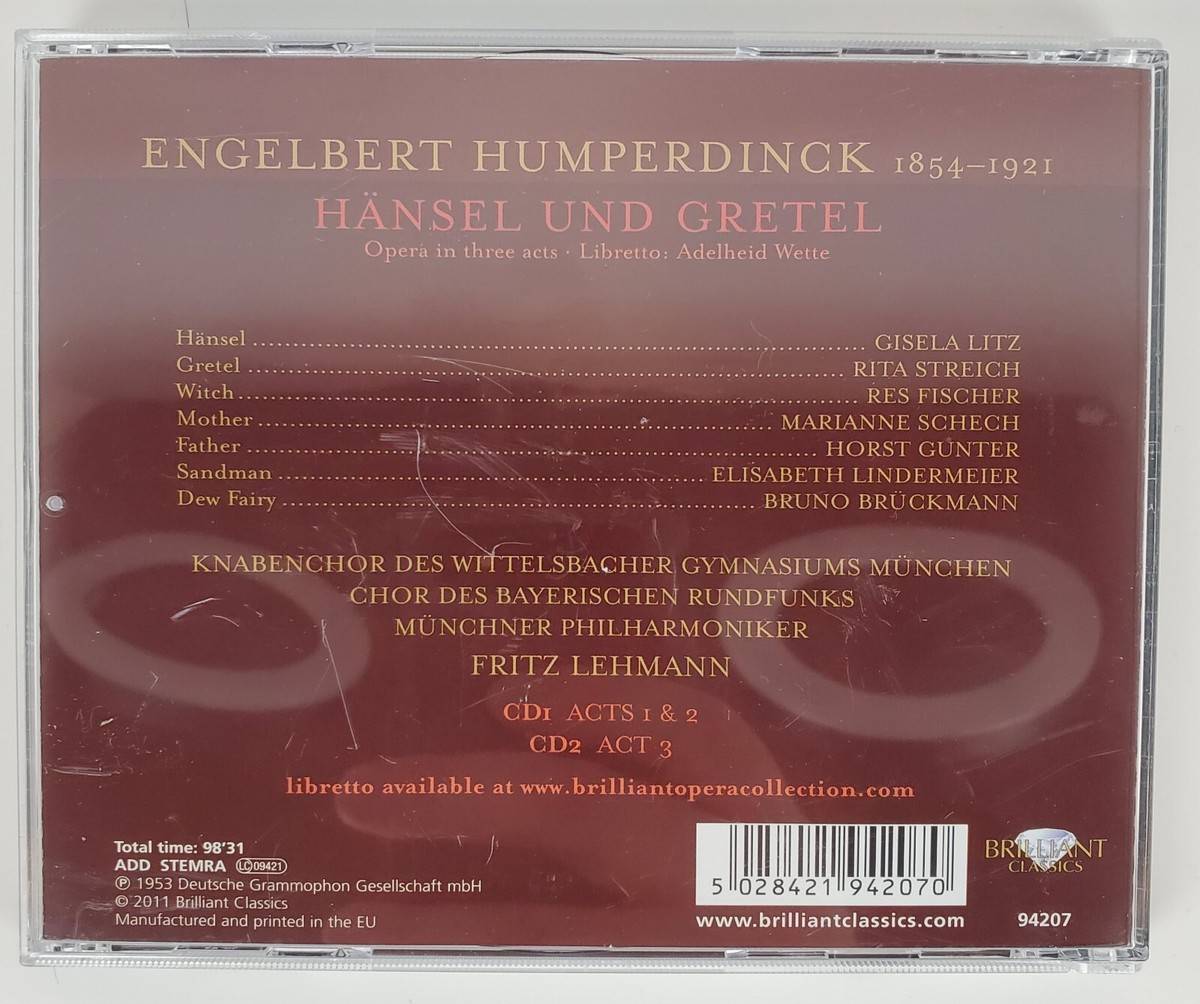 ENGELBERT HUMPERDINCK 1854–1921
HÄNSEL UND GRETEL
Opera in three acts · Libretto: Adelheid Wette
Hänsel ........ GISELA LITZ
Gretel ........ RITA STREICH
Witch ........ RES FISCHER
Mother ........ MARIANNE SCHECH
Father ........ HORST GÜNTER
Sandman ........ ELISABETH LINDERMEIER
Dew Fairy ........ BRUNO BRÜCKMANN
KNABENCHOR DES WITTELSBACHER GYMNASIUMS MÜNCHEN
CHOR DES BAYERISCHEN RUNDFUNKS
MÜNCHNER PHILHARMONIKER
FRITZ LEHMANN
CD1 ACTS 1 & 2
CD2 ACT 3
libretto available at www.brilliantoperacollection.com
Total time: 98'31
ADD STEMRA LC 09421
℗ 1953 Deutsche Grammophon Gesellschaft mbH
© 2011 Brilliant Classics
Manufactured and printed in the EU
5 028421 942070
www.brilliantclassics.com
BRILLIANT
CLASSICS
94207